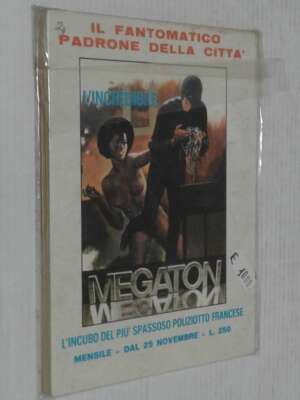 IL FANTOMATICO
PADRONE DELLA CITTA'
L'INCREDIBILE
MEGATON
MEGATON
L'INCUBO DEL PIU' SPASSOSO POLIZIOTTO FRANCESE
MENSILE - DAL 25 NOVEMBRE - L. 250